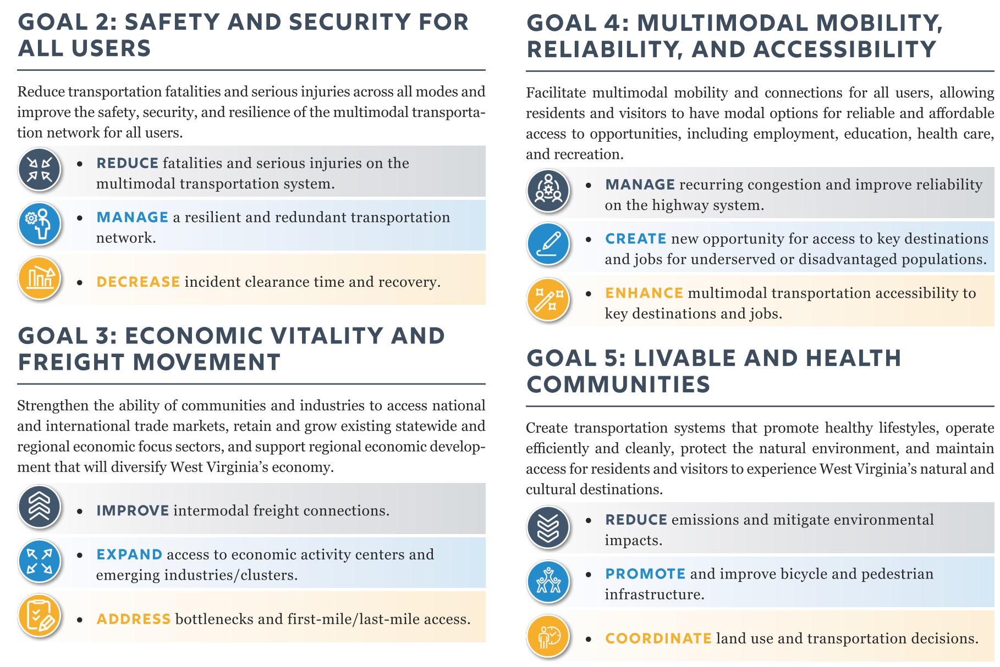 GOAL 2: SAFETY AND SECURITY FOR
ALL USERS
Reduce transportation fatalities and serious injuries across all modes and
improve the safety, security, and resilience of the multimodal transporta-
tion network for all users.
• REDUCE fatalities and serious injuries on the
multimodal transportation system.
• MANAGE a resilient and redundant transportation
network.
• DECREASE incident clearance time and recovery.
GOAL 3: ECONOMIC VITALITY AND
FREIGHT MOVEMENT
Strengthen the ability of communities and industries to access national
and international trade markets, retain and grow existing statewide and
regional economic focus sectors, and support regional economic develop-
ment that will diversify West Virginia’s economy.
• IMPROVE intermodal freight connections.
• EXPAND access to economic activity centers and
emerging industries/clusters.
• ADDRESS bottlenecks and first-mile/last-mile access.
GOAL 4: MULTIMODAL MOBILITY,
RELIABILITY, AND ACCESSIBILITY
Facilitate multimodal mobility and connections for all users, allowing
residents and visitors to have modal options for reliable and affordable
access to opportunities, including employment, education, health care,
and recreation.
• MANAGE recurring congestion and improve reliability
on the highway system.
• CREATE new opportunity for access to key destinations
and jobs for underserved or disadvantaged populations.
• ENHANCE multimodal transportation accessibility to
key destinations and jobs.
GOAL 5: LIVABLE AND HEALTH
COMMUNITIES
Create transportation systems that promote healthy lifestyles, operate
efficiently and cleanly, protect the natural environment, and maintain
access for residents and visitors to experience West Virginia’s natural and
cultural destinations.
• REDUCE emissions and mitigate environmental
impacts.
• PROMOTE and improve bicycle and pedestrian
infrastructure.
• COORDINATE land use and transportation decisions.